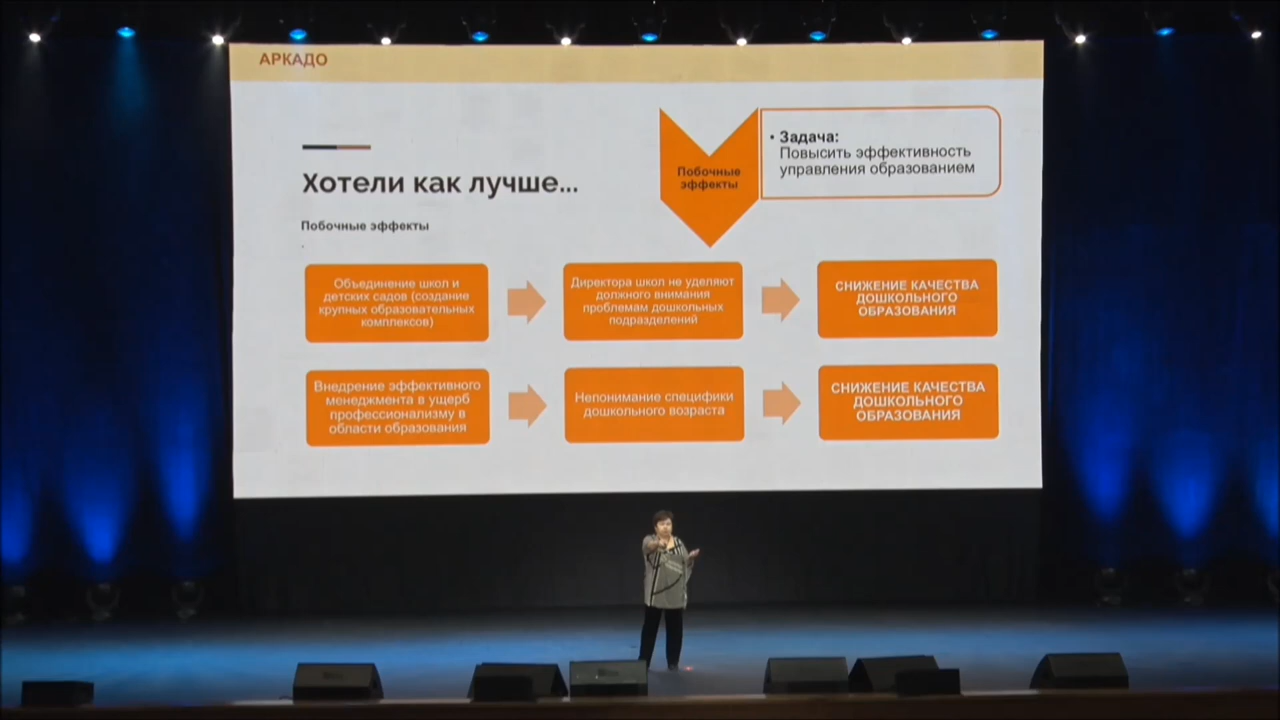 АРКАДО
Хотели как лучше...
Побочные эффекты
Побочные
эффекты
• Задача:
Повысить эффективность
управления образованием
Объединение школ и
детских садов (создание
крупных образовательных
комплексов)
Директора школ не уделяют
должного внимания
проблемам дошкольных
подразделений
СНИЖЕНИЕ КАЧЕСТВА
ДОШКОЛЬНОГО
ОБРАЗОВАНИЯ
Внедрение эффективного
менеджмента в ущерб
профессионализму в
области образования
Непонимание специфики
дошкольного возраста
СНИЖЕНИЕ КАЧЕСТВА
ДОШКОЛЬНОГО
ОБРАЗОВАНИЯ